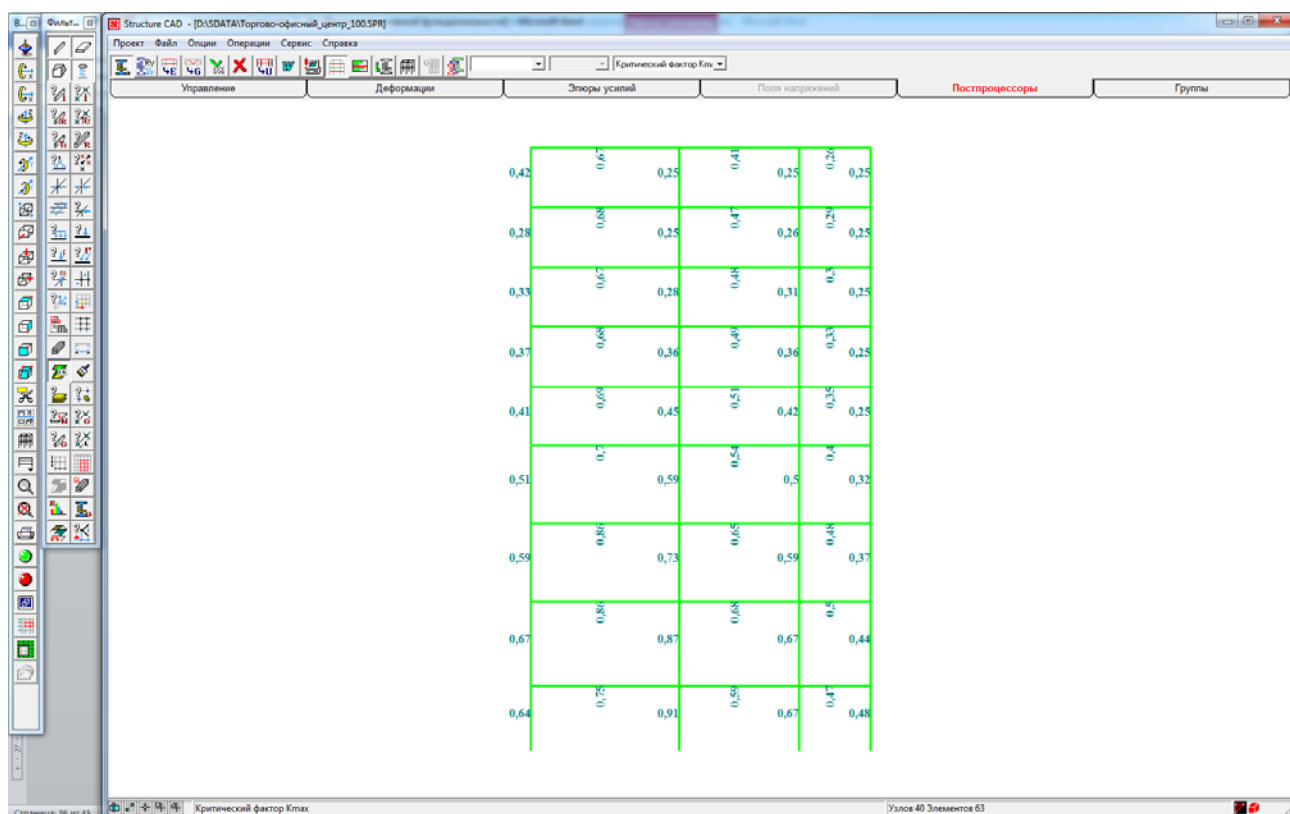 В...
Фильт...
Structure CAD - [D:\SDATA\Торгово-офисный_центр_100.SPR]
Проект Файл Опции Операции Сервис Справка
Критический фактор Km
Управление Деформации Эпюры усилий Поля напряжений Постпроцессоры Группы
0,67 0,41 0,26
0,42 0,25 0,25 0,25
0,68 0,47 0,29
0,28 0,25 0,26 0,25
0,67 0,48 0,3
0,33 0,28 0,31 0,25
0,68 0,49 0,33
0,37 0,36 0,36 0,25
0,69 0,51 0,35
0,41 0,45 0,42 0,25
0,7 0,54 0,4
0,51 0,59 0,5 0,32
0,86 0,65 0,48
0,59 0,73 0,59 0,37
0,86 0,68 0,5
0,67 0,87 0,67 0,44
0,75 0,59 0,47
0,64 0,91 0,67 0,48
Критический фактор Kmax
Узлов 40 Элементов 63